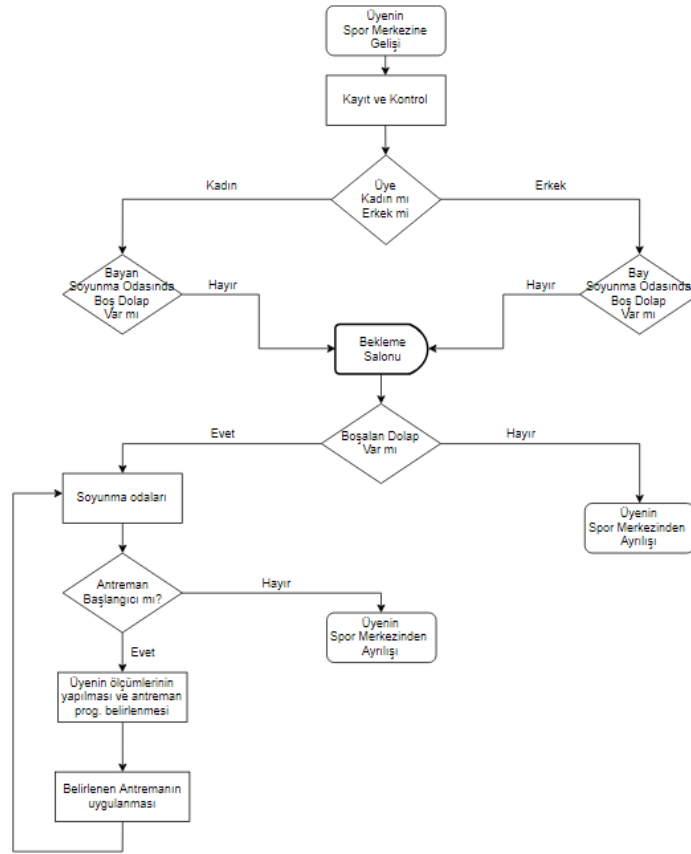 Üyenin
Spor Merkezine
Gelişi
Kayıt ve Kontrol
Kadın
Üye
Kadın mı
Erkek mi
Erkek
Bayan
Soyunma Odasında
Boş Dolap
Var mı
Hayır
Hayır
Bay
Soyunma Odasında
Boş Dolap
Var mı
Bekleme
Salonu
Evet
Boşalan Dolap
Var mı
Hayır
Soyunma odaları
Üyenin
Spor Merkezinden
Ayrılışı
Antreman
Başlangıcı mı?
Hayır
Üyenin
Spor Merkezinden
Ayrılışı
Evet
Üyenin ölçümlerinin
yapılması ve antreman
prog. belirlenmesi
Belirlenen Antremanın
uygulanması